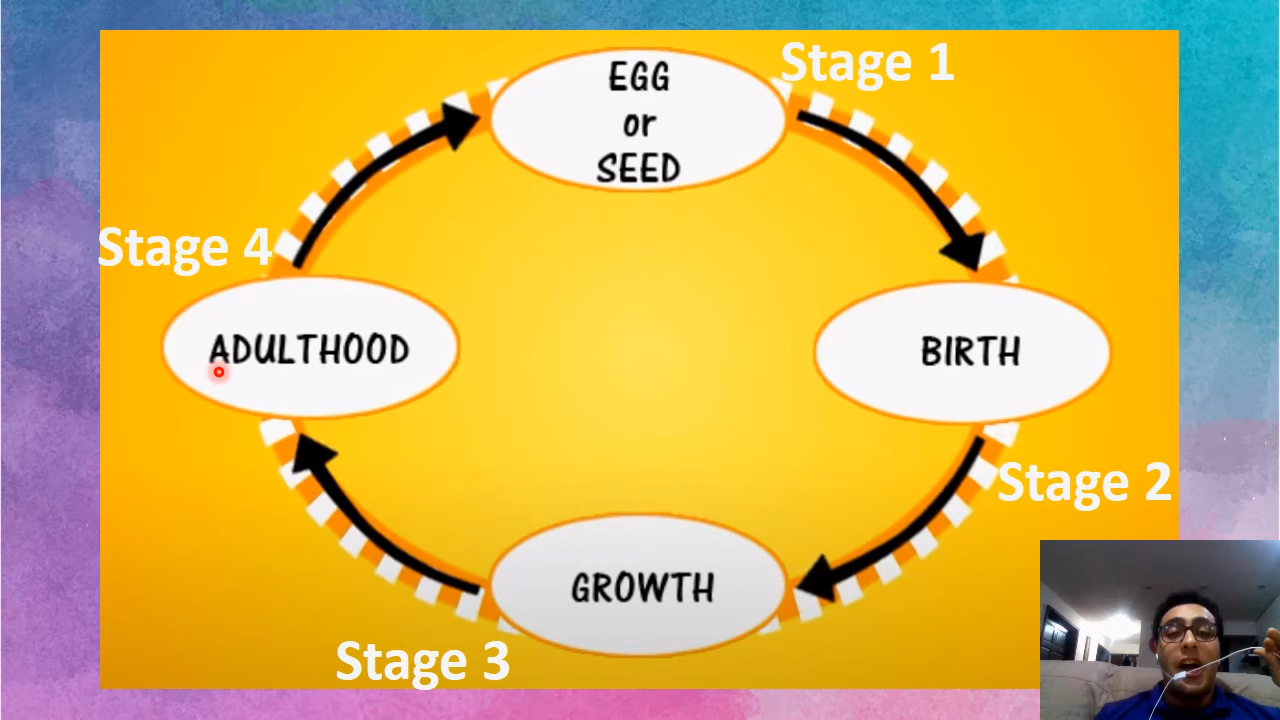 Stage 1
EGG
or
SEED
Stage 4
ADULTHOOD
BIRTH
Stage 2
GROWTH
Stage 3